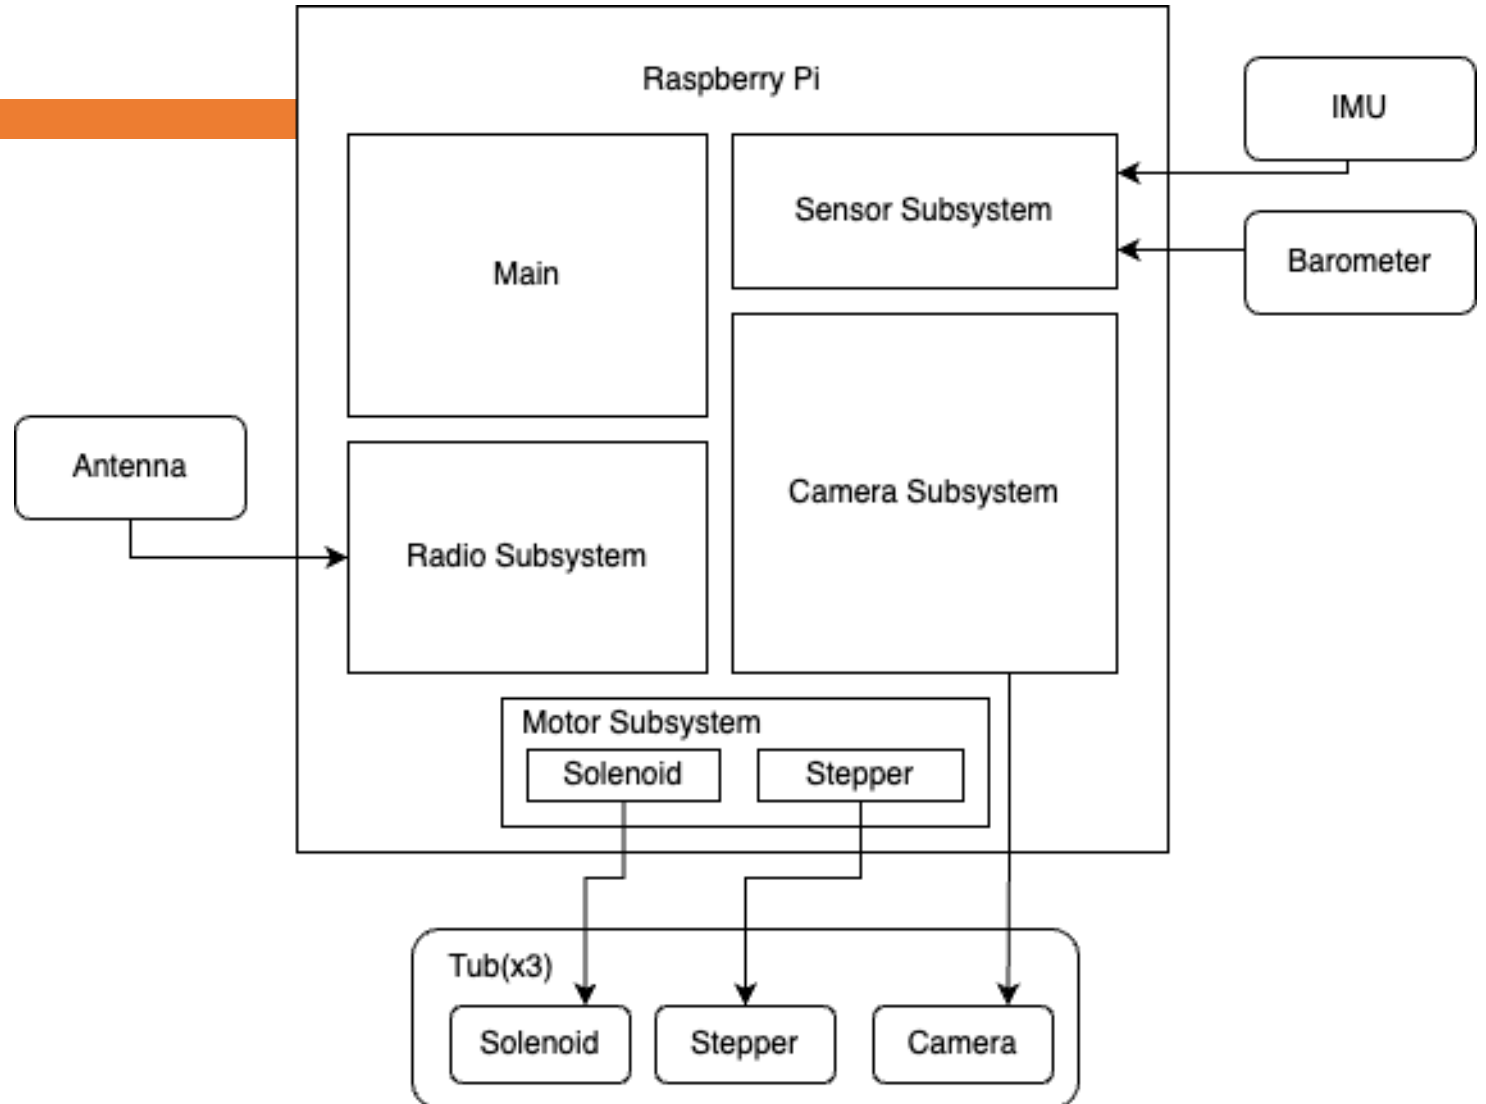 Raspberry Pi
IMU
Main
Sensor Subsystem
Barometer
Antenna
Camera Subsystem
Radio Subsystem
Motor Subsystem
Solenoid
Stepper
Tub(x3)
Solenoid
Stepper
Camera